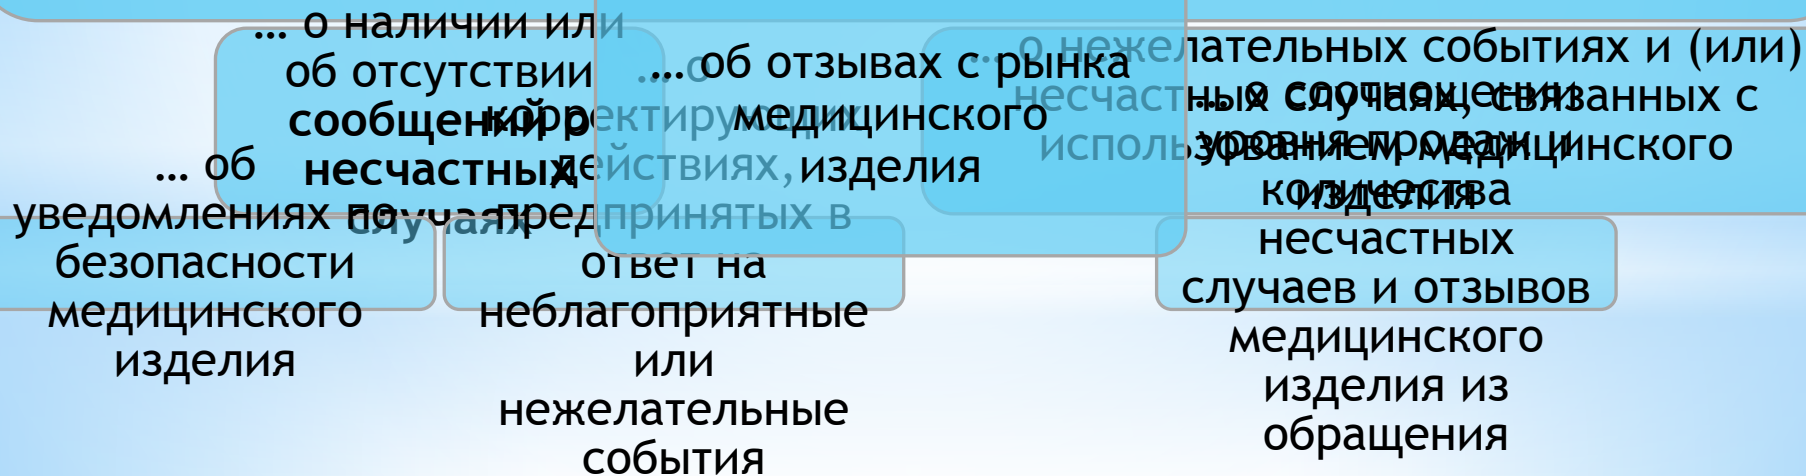 ... о наличии или
об отсутствии
сообщений о
несчастных
случаях
... об
уведомлениях по
безопасности
медицинского
изделия
... о
корректирующих
действиях,
предпринятых в
ответ на
неблагоприятные
или
нежелательные
события
... об отзывах с рынка
медицинского
изделия
... о нежелательных событиях и (или)
несчастных случаях, связанных с
использованием медицинского
изделия
... о соотношении
уровня продаж и
количества
несчастных
случаев и отзывов
медицинского
изделия из
обращения